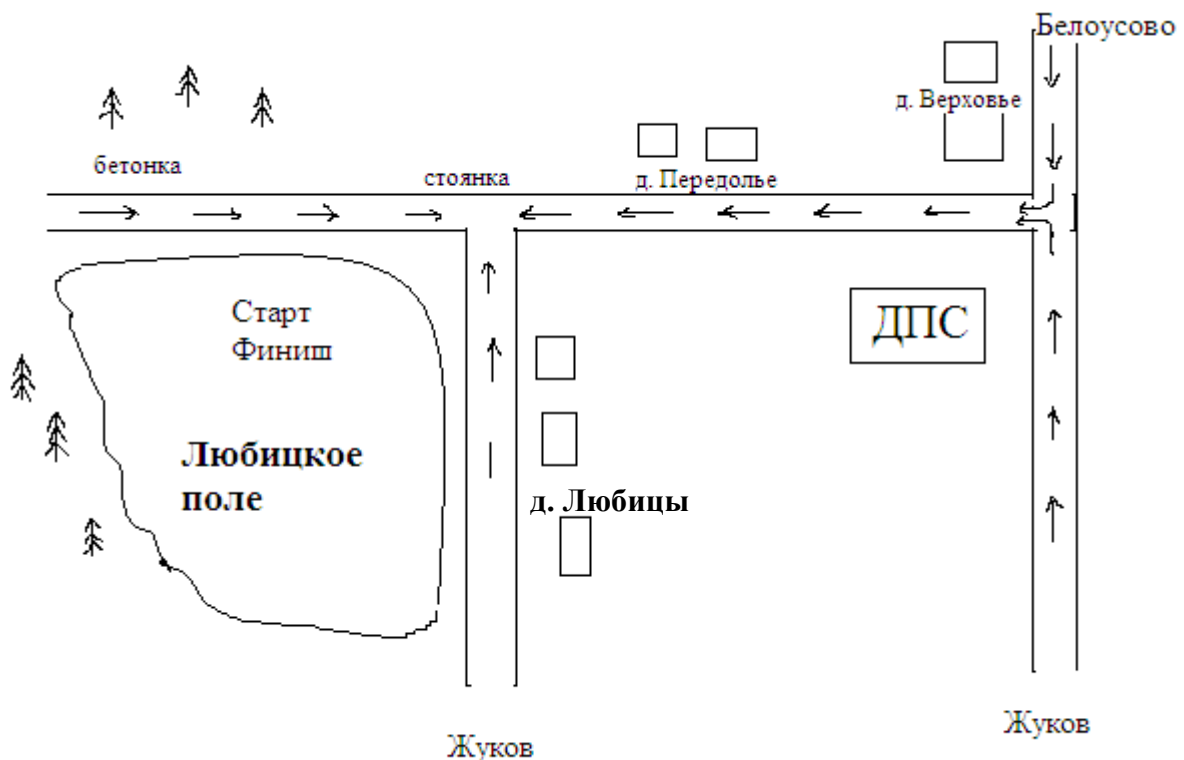 Белоусово
д. Верховье
бетонка
стоянка
д. Передолье
Старт
Финиш
ДПС
Любицкое
поле
д. Любицы
Жуков
Жуков